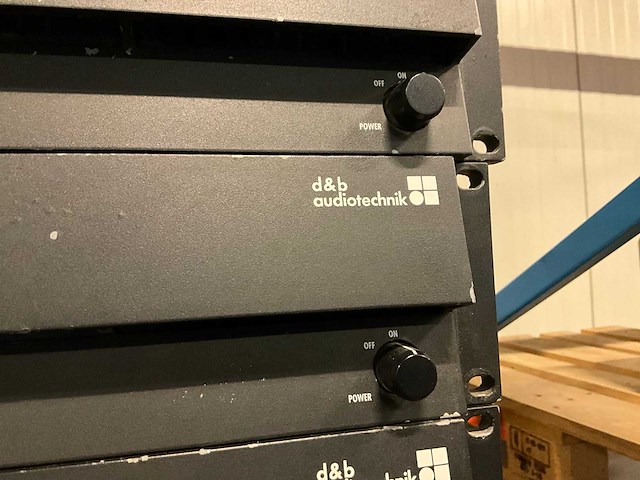 ON
OFF
POWER
d&b
audiotechnik
ON
OFF
POWER
d&b